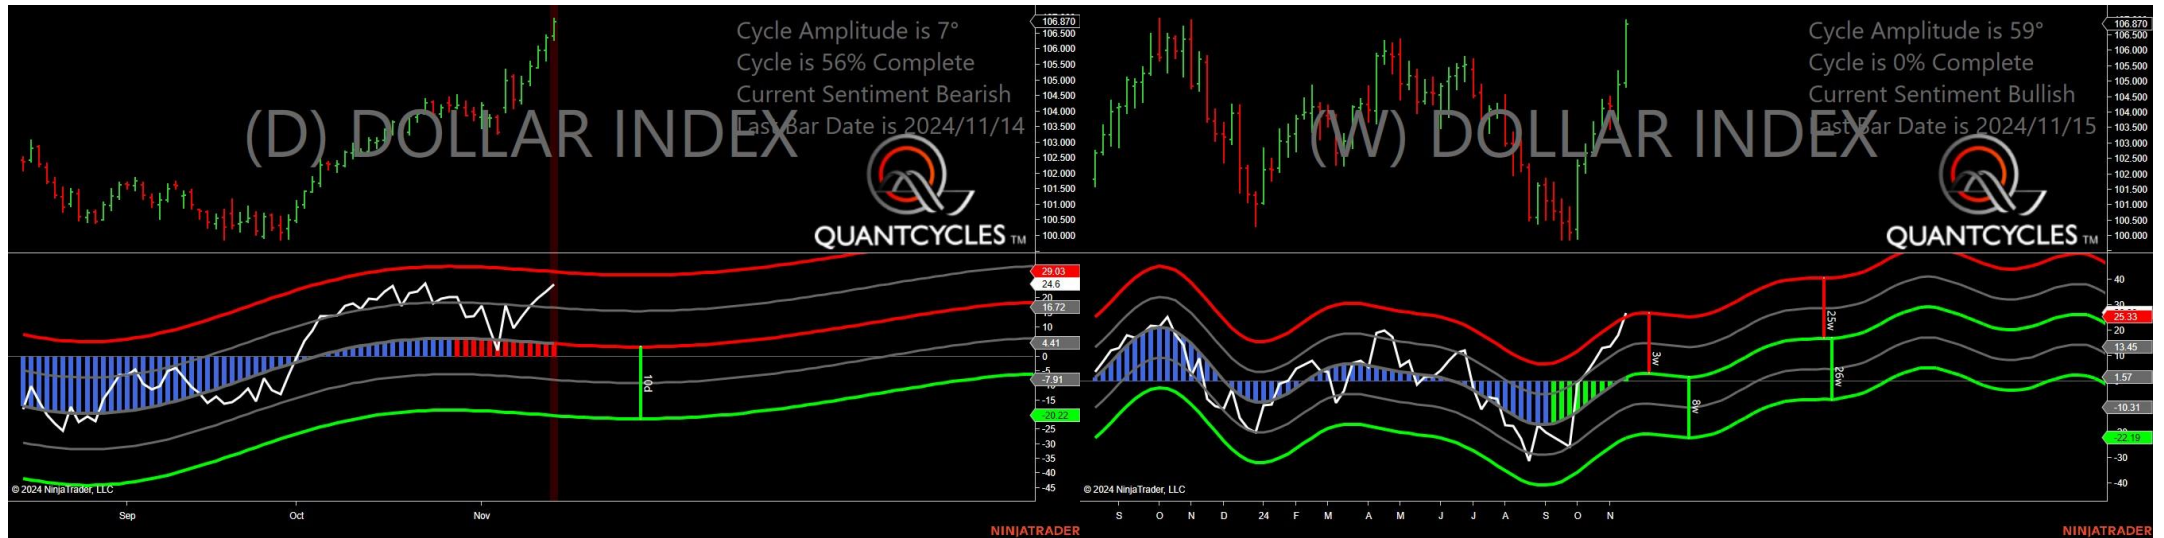 Cycle Amplitude is 7°
Cycle is 56% Complete
Current Sentiment Bearish
Last Bar Date is 2024/11/14
(D) DOLLAR INDEX
QUANTCYCLES TM
106.870
106.500
106.000
105.500
105.000
104.500
104.000
103.500
103.000
102.500
102.000
101.500
101.000
100.500
100.000
29.03
24.6
20
16.72
10
4.41
0
-5
-7.91
-15
-20.22
-25
-30
-35
-40
-45
10d
© 2024 NinjaTrader, LLC
Sep
Oct
Nov
NINJATRADER
Cycle Amplitude is 59°
Cycle is 0% Complete
Current Sentiment Bullish
Last Bar Date is 2024/11/15
(W) DOLLAR INDEX
QUANTCYCLES TM
106.870
106.500
106.000
105.500
105.000
104.500
104.000
103.500
103.000
102.500
102.000
101.500
101.000
100.500
100.000
40
30
25.33
20
13.45
10
1.57
-10.31
-22.19
-30
-40
3w
8w
25w
26w
© 2024 NinjaTrader, LLC
S O N D 24 F M A M J J A S O N
NINJATRADER